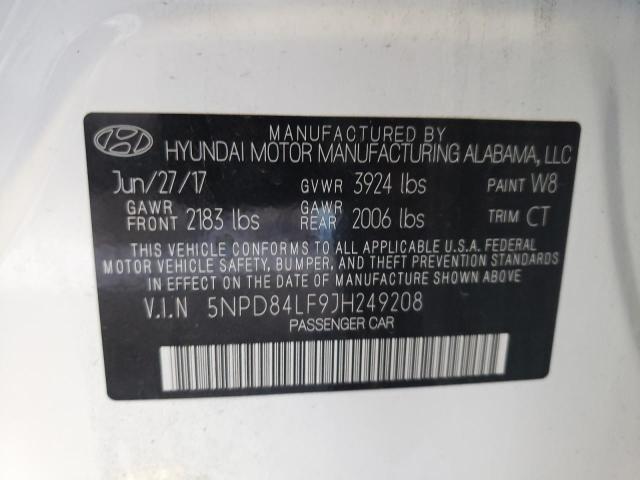 MANUFACTURED BY
HYUNDAI MOTOR MANUFACTURING ALABAMA, LLC
Jun/27/17 GVWR 3924 lbs PAINT W8
GAWR FRONT 2183 lbs GAWR REAR 2006 lbs TRIM CT
THIS VEHICLE CONFORMS TO ALL APPLICABLE U.S.A. FEDERAL
MOTOR VEHICLE SAFETY, BUMPER, AND THEFT PREVENTION STANDARDS
IN EFFECT ON THE DATE OF MANUFACTURE SHOWN ABOVE.
V.I.N 5NPD84LF9JH249208
PASSENGER CAR